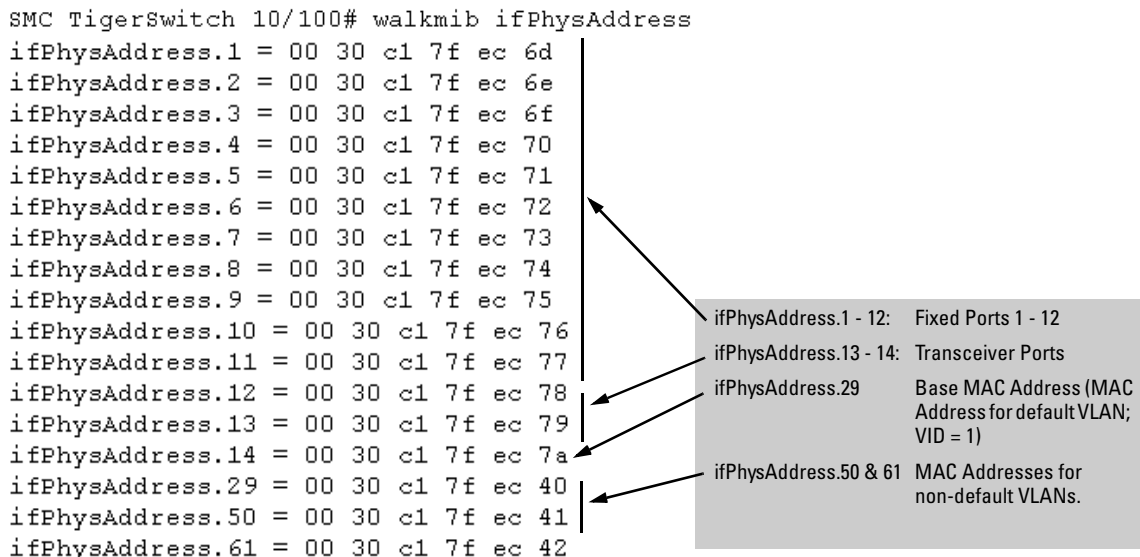 SMC TigerSwitch 10/100# walkmib ifPhysAddress
ifPhysAddress.1 = 00 30 c1 7f ec 6d
ifPhysAddress.2 = 00 30 c1 7f ec 6e
ifPhysAddress.3 = 00 30 c1 7f ec 6f
ifPhysAddress.4 = 00 30 c1 7f ec 70
ifPhysAddress.5 = 00 30 c1 7f ec 71
ifPhysAddress.6 = 00 30 c1 7f ec 72
ifPhysAddress.7 = 00 30 c1 7f ec 73
ifPhysAddress.8 = 00 30 c1 7f ec 74
ifPhysAddress.9 = 00 30 c1 7f ec 75
ifPhysAddress.10 = 00 30 c1 7f ec 76
ifPhysAddress.11 = 00 30 c1 7f ec 77
ifPhysAddress.12 = 00 30 c1 7f ec 78
ifPhysAddress.13 = 00 30 c1 7f ec 79
ifPhysAddress.14 = 00 30 c1 7f ec 7a
ifPhysAddress.29 = 00 30 c1 7f ec 40
ifPhysAddress.50 = 00 30 c1 7f ec 41
ifPhysAddress.61 = 00 30 c1 7f ec 42
ifPhysAddress.1 - 12: Fixed Ports 1 - 12
ifPhysAddress.13 - 14: Transceiver Ports
ifPhysAddress.29 Base MAC Address (MAC
Address for default VLAN;
VID = 1)
ifPhysAddress.50 & 61 MAC Addresses for
non-default VLANs.